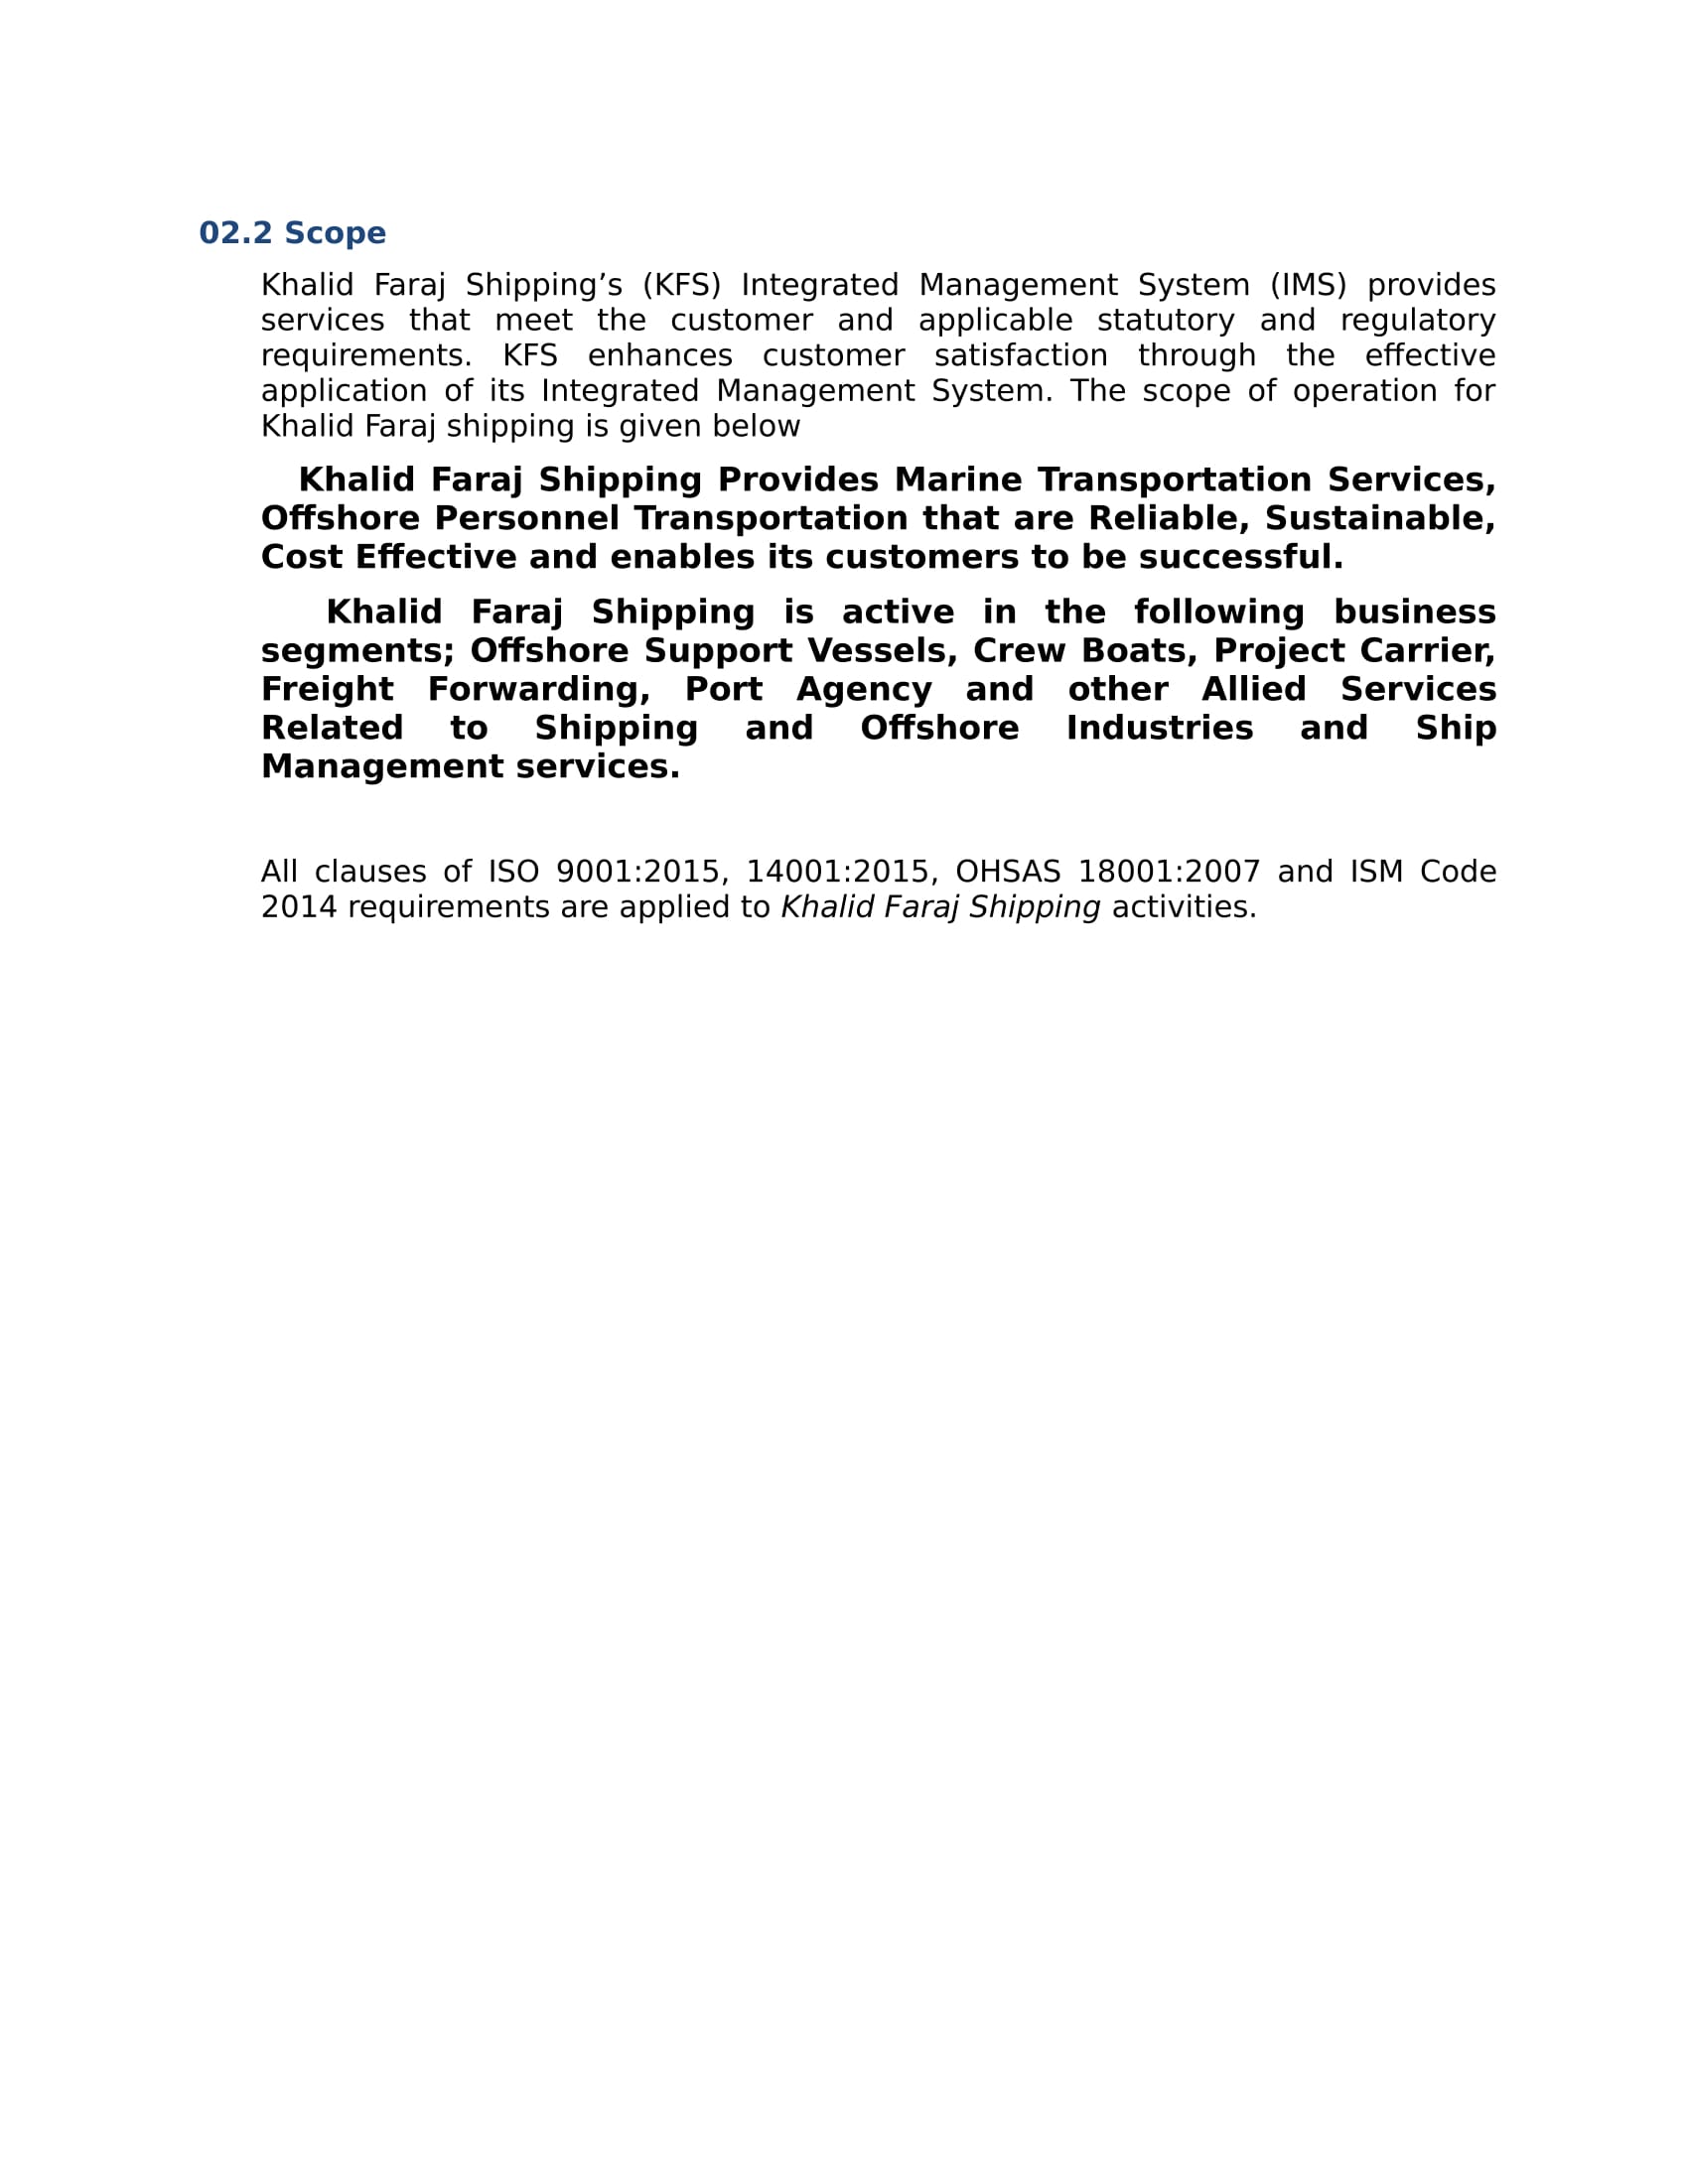 02.2 Scope
Khalid Faraj Shipping’s (KFS) Integrated Management System (IMS) provides
services that meet the customer and applicable statutory and regulatory
requirements. KFS enhances customer satisfaction through the effective
application of its Integrated Management System. The scope of operation for
Khalid Faraj shipping is given below
Khalid Faraj Shipping Provides Marine Transportation Services,
Offshore Personnel Transportation that are Reliable, Sustainable,
Cost Effective and enables its customers to be successful.
Khalid Faraj Shipping is active in the following business
segments; Offshore Support Vessels, Crew Boats, Project Carrier,
Freight Forwarding, Port Agency and other Allied Services
Related to Shipping and Offshore Industries and Ship
Management services.
All clauses of ISO 9001:2015, 14001:2015, OHSAS 18001:2007 and ISM Code
2014 requirements are applied to Khalid Faraj Shipping activities.